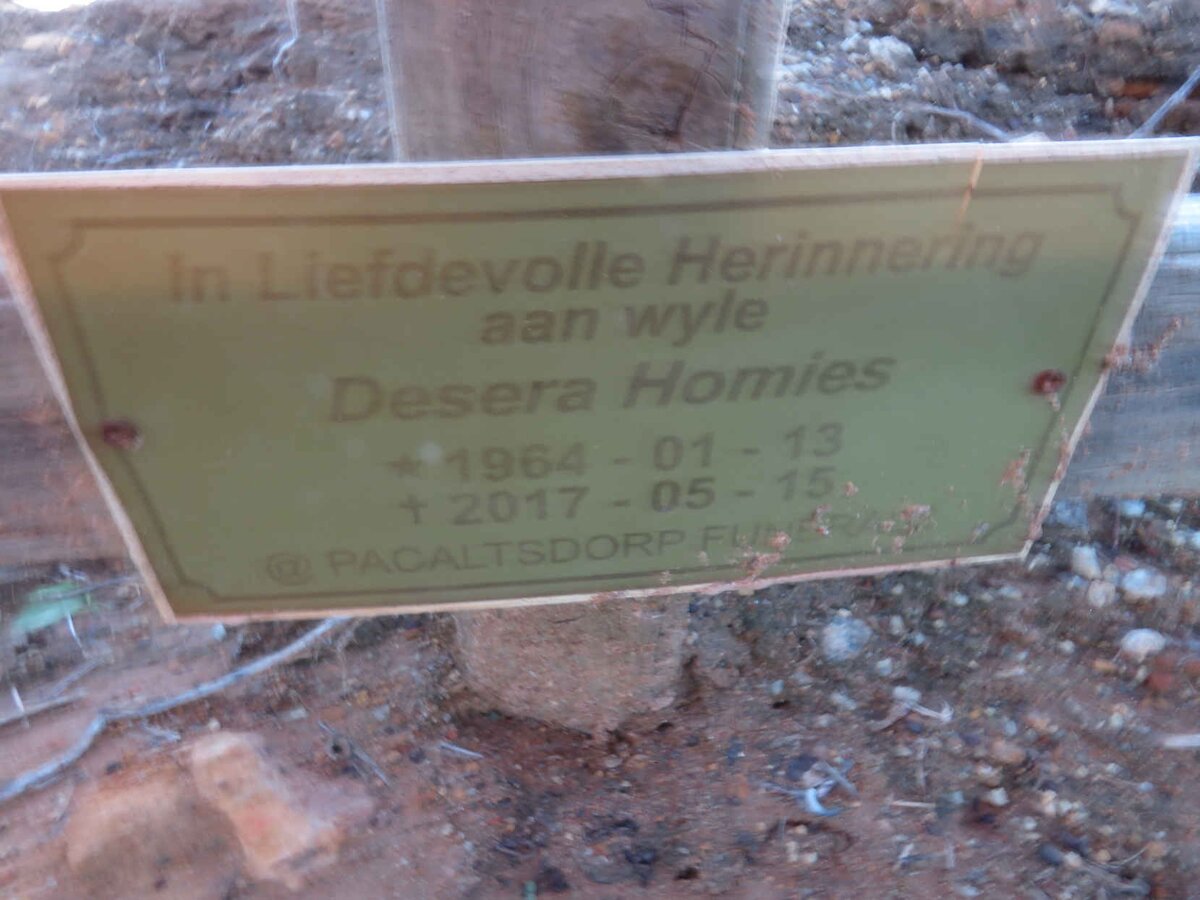 In Liefdevolle Herinnering
aan wyle
Desera Homies
* 1964 - 01 - 13
† 2017 - 05 - 15
@ PACALTSDORP